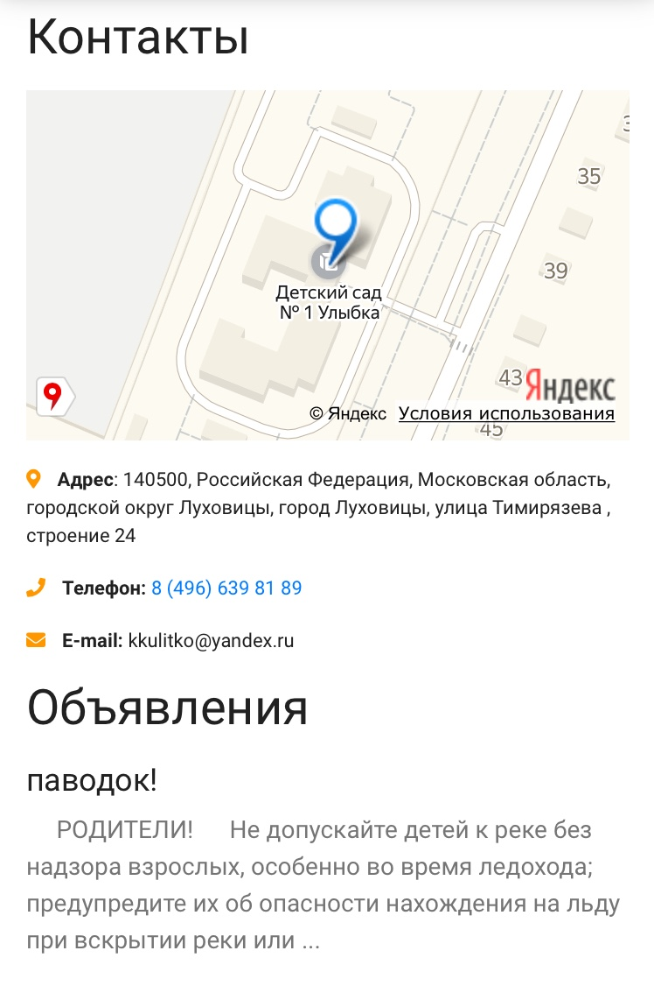 Контакты
35
39
Детский сад
№ 1 Улыбка
43
Яндекс
© Яндекс Условия использования
45
Адрес: 140500, Российская Федерация, Московская область,
городской округ Луховицы, город Луховицы, улица Тимирязева ,
строение 24
Телефон: 8 (496) 639 81 89
E-mail: kkulitko@yandex.ru
Объявления
паводок!
РОДИТЕЛИ! Не допускайте детей к реке без
надзора взрослых, особенно во время ледохода;
предупредите их об опасности нахождения на льду
при вскрытии реки или ...